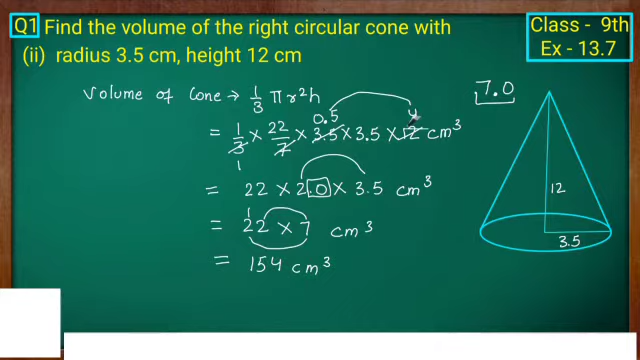 Q1 Find the volume of the right circular cone with
(ii) radius 3.5 cm, height 12 cm
Class - 9th
Ex - 13.7
Volume of Cone → 1/3 πr²h
7.0
0.5 4
= 1/3 × 22/7 × 3.5 × 3.5 × 12 cm³
1
= 22 × 2.0 × 3.5 cm³
1
= 22 × 7 cm³
= 154 cm³
12
3.5